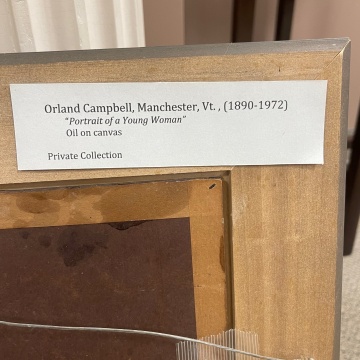 Orland Campbell, Manchester, Vt. , (1890-1972)
"Portrait of a Young Woman"
Oil on canvas
Private Collection